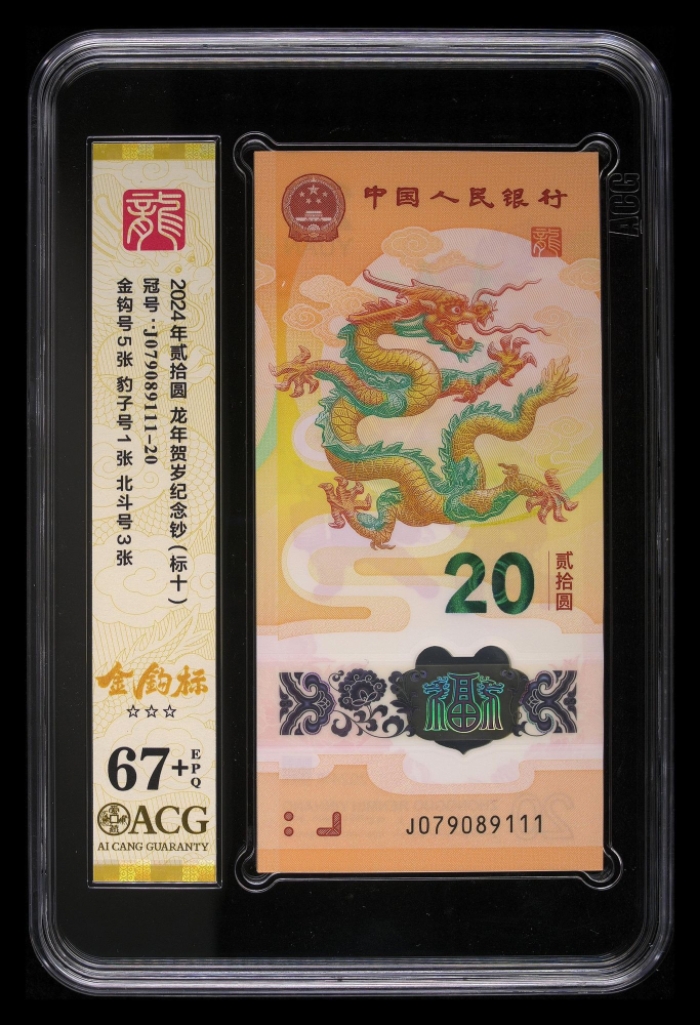 龍
2024年贰拾圆 龙年贺岁纪念钞(标十)
冠号:J079089111-20
金钩号5张 豹子号1张 北斗号3张
金钩标
☆☆☆
67+EPQ
ACG
AI CANG GUARANTY
中国人民银行
龍
20
贰拾圆
福
J079089111
ACG